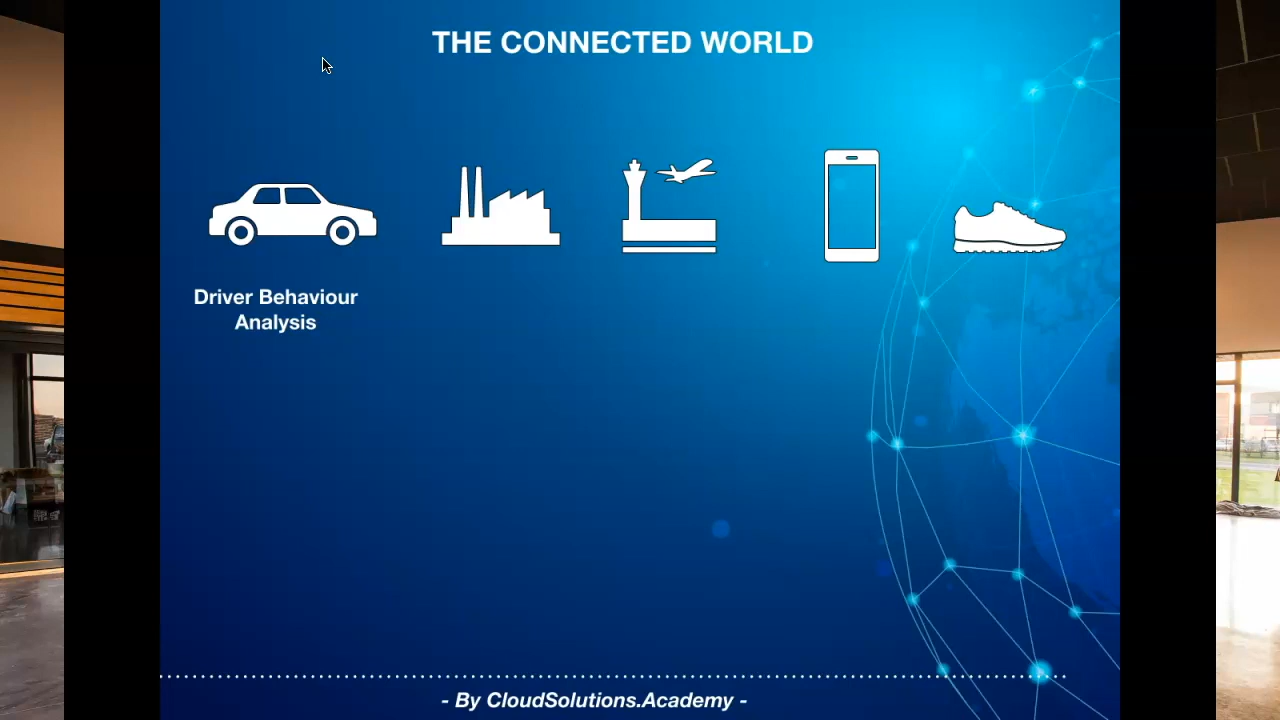 THE CONNECTED WORLD
Driver Behaviour
Analysis
- By CloudSolutions.Academy -